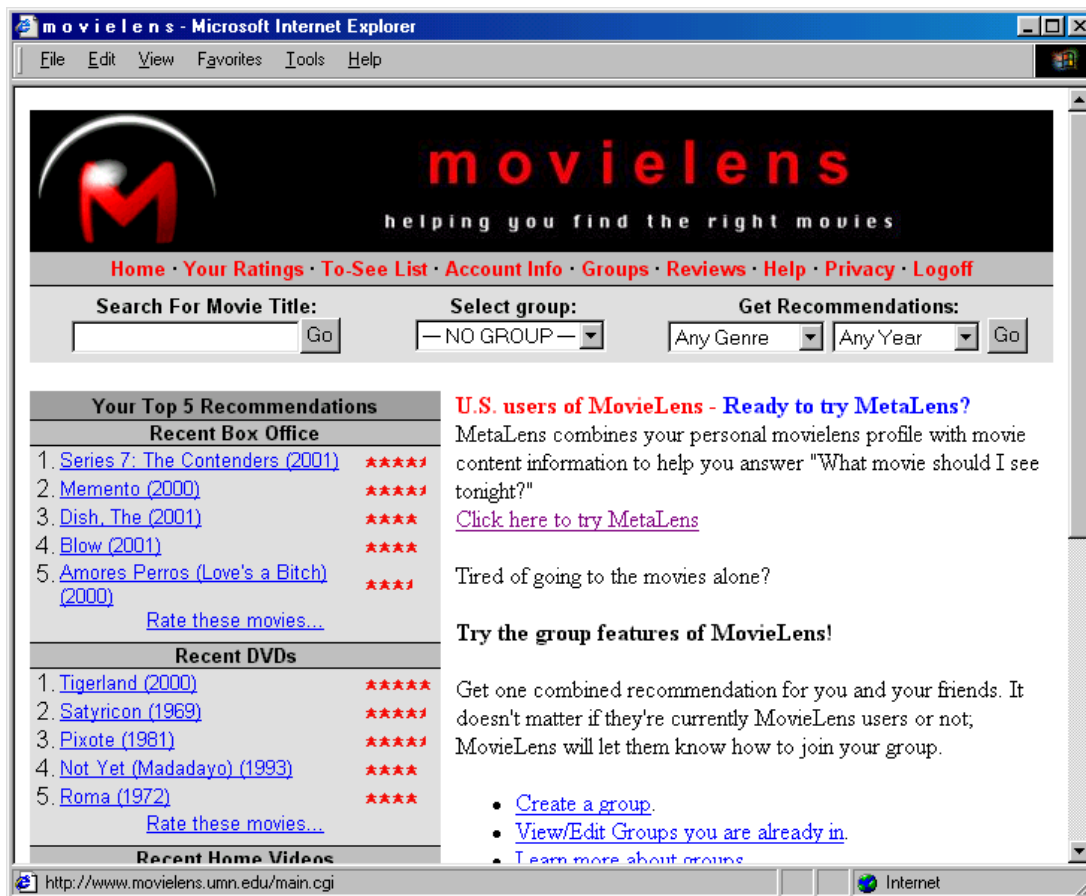 movielens - Microsoft Internet Explorer
File Edit View Favorites Tools Help
M
movielens
helping you find the right movies
Home · Your Ratings · To-See List · Account Info · Groups · Reviews · Help · Privacy · Logoff
Search For Movie Title: Select group: Get Recommendations:
Go — NO GROUP — Any Genre Any Year Go
Your Top 5 Recommendations
Recent Box Office
1. Series 7: The Contenders (2001)
2. Memento (2000)
3. Dish, The (2001)
4. Blow (2001)
5. Amores Perros (Love's a Bitch)
(2000)
Rate these movies...
Recent DVDs
1. Tigerland (2000)
2. Satyricon (1969)
3. Pixote (1981)
4. Not Yet (Madadayo) (1993)
5. Roma (1972)
Rate these movies...
Recent Home Videos
U.S. users of MovieLens - Ready to try MetaLens?
MetaLens combines your personal movielens profile with movie
content information to help you answer "What movie should I see
tonight?"
Click here to try MetaLens
Tired of going to the movies alone?
Try the group features of MovieLens!
Get one combined recommendation for you and your friends. It
doesn't matter if they're currently MovieLens users or not;
MovieLens will let them know how to join your group.
• Create a group.
• View/Edit Groups you are already in.
• Learn more about groups
http://www.movielens.umn.edu/main.cgi Internet